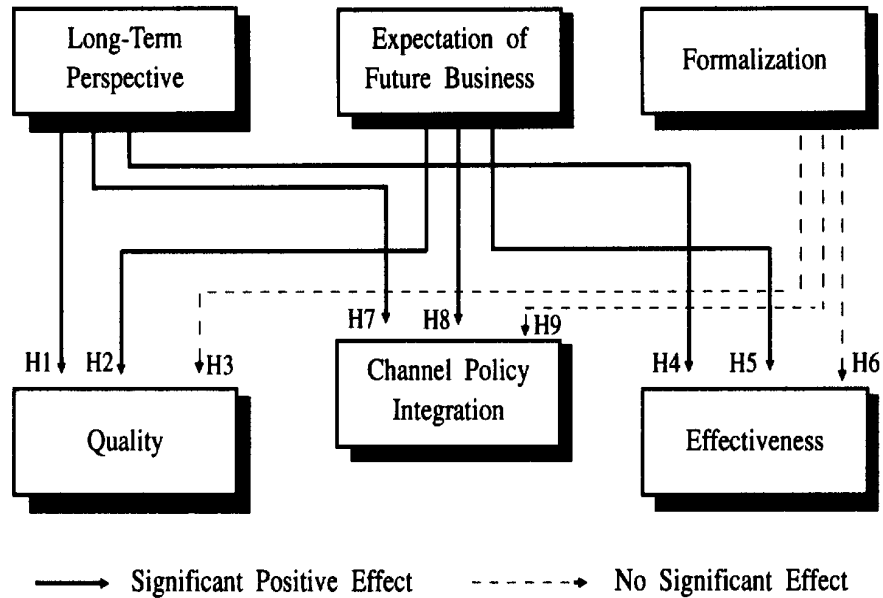 Long-Term
Perspective
Expectation of
Future Business
Formalization
H7
H8
H9
H1
H2
H3
H4
H5
H6
Channel Policy
Integration
Quality
Effectiveness
Significant Positive Effect
No Significant Effect